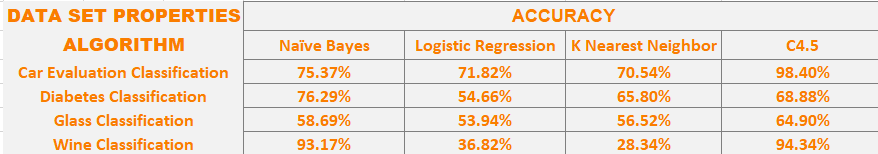 DATA SET PROPERTIES ACCURACY
ALGORITHM Naïve Bayes Logistic Regression K Nearest Neighbor C4.5
Car Evaluation Classification 75.37% 71.82% 70.54% 98.40%
Diabetes Classification 76.29% 54.66% 65.80% 68.88%
Glass Classification 58.69% 53.94% 56.52% 64.90%
Wine Classification 93.17% 36.82% 28.34% 94.34%